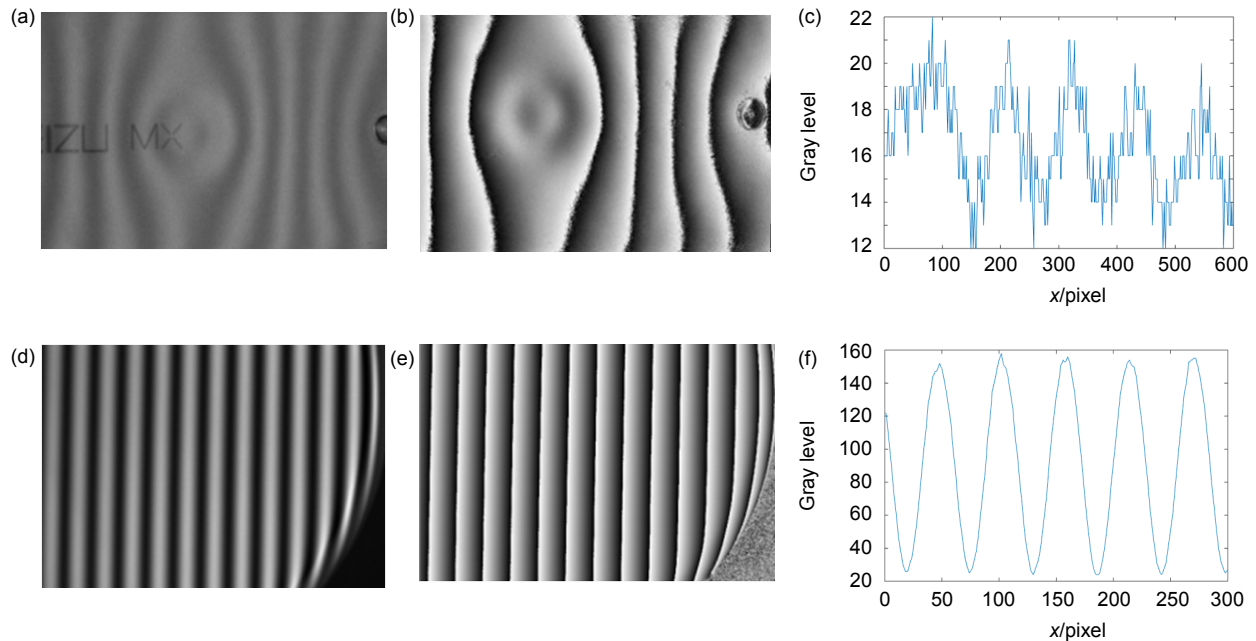 (a)
EIZU MX
(b)
(c)
Gray level
22
20
18
16
14
12
0 100 200 300 400 500 600
x/pixel
(d)
(e)
(f)
Gray level
160
140
120
100
80
60
40
20
0 50 100 150 200 250 300
x/pixel